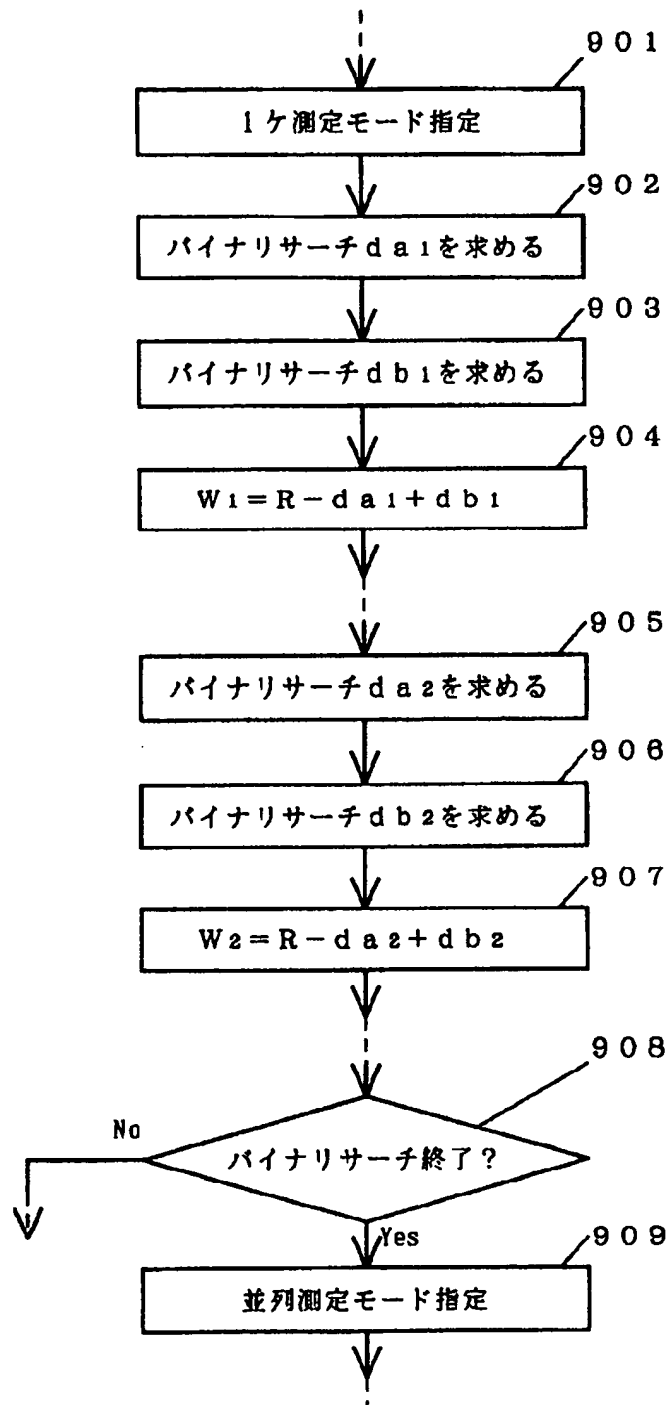 901
1ケ測定モード指定
902
バイナリサーチda1を求める
903
バイナリサーチdb1を求める
904
W1=R-da1+db1
905
バイナリサーチda2を求める
906
バイナリサーチdb2を求める
907
W2=R-da2+db2
908
No
バイナリサーチ終了?
Yes
909
並列測定モード指定